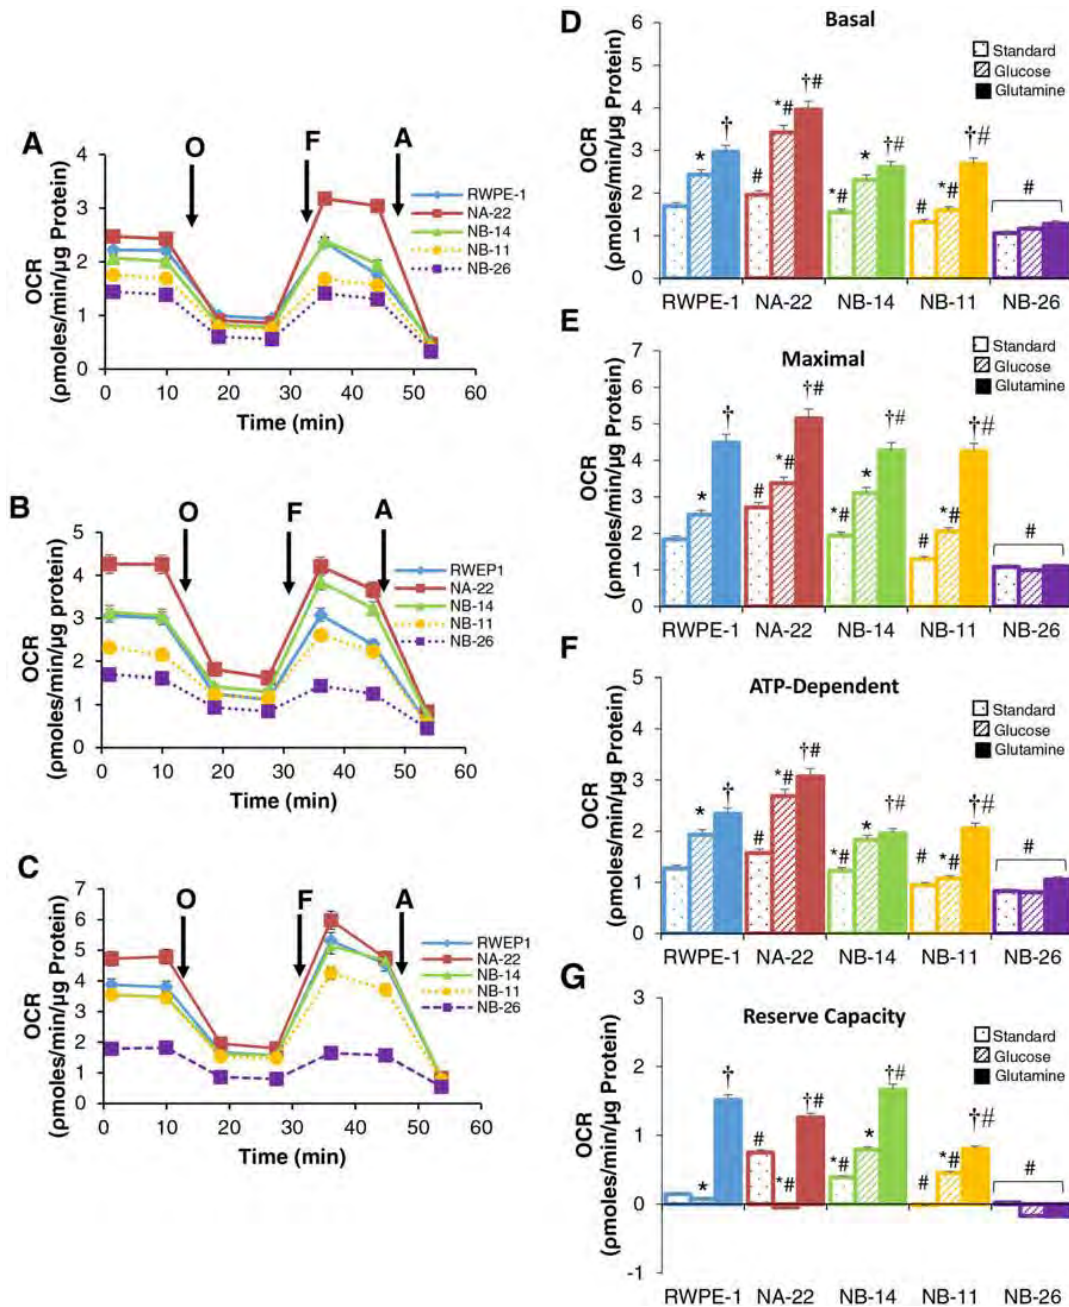 A
O
F
A
OCR
(ρmoles/min/µg Protein)
4
3
2
1
0
0 10 20 30 40 50 60
Time (min)
RWPE-1
NA-22
NB-14
NB-11
NB-26
B
O
F
A
OCR
(ρmoles/min/µg protein)
5
4
3
2
1
0
0 10 20 30 40 50 60
Time (min)
RWEP1
NA-22
NB-14
NB-11
NB-26
C
O
F
A
OCR
(ρmoles/min/µg Protein)
7
6
5
4
3
2
1
0
0 10 20 30 40 50 60
Time (min)
RWEP1
NA-22
NB-14
NB-11
NB-26
D
Basal
OCR
(ρmoles/min/µg Protein)
6
5
4
3
2
1
0
Standard
Glucose
Glutamine
* † # *# †# *# * †# # *# †# #
RWPE-1 NA-22 NB-14 NB-11 NB-26
E
Maximal
OCR
(ρmoles/min/µg Protein)
7
6
5
4
3
2
1
0
Standard
Glucose
Glutamine
* † # *# †# *# * †# # *# †# #
RWPE-1 NA-22 NB-14 NB-11 NB-26
F
ATP-Dependent
OCR
(ρmoles/min/µg Protein)
5
4
3
2
1
0
Standard
Glucose
Glutamine
* † # *# †# *# * †# # *# †# #
RWPE-1 NA-22 NB-14 NB-11 NB-26
G
Reserve Capacity
OCR
(ρmoles/min/µg Protein)
3
2
1
0
-1
Standard
Glucose
Glutamine
* † # *# †# *# * †# # *# †# #
RWPE-1 NA-22 NB-14 NB-11 NB-26